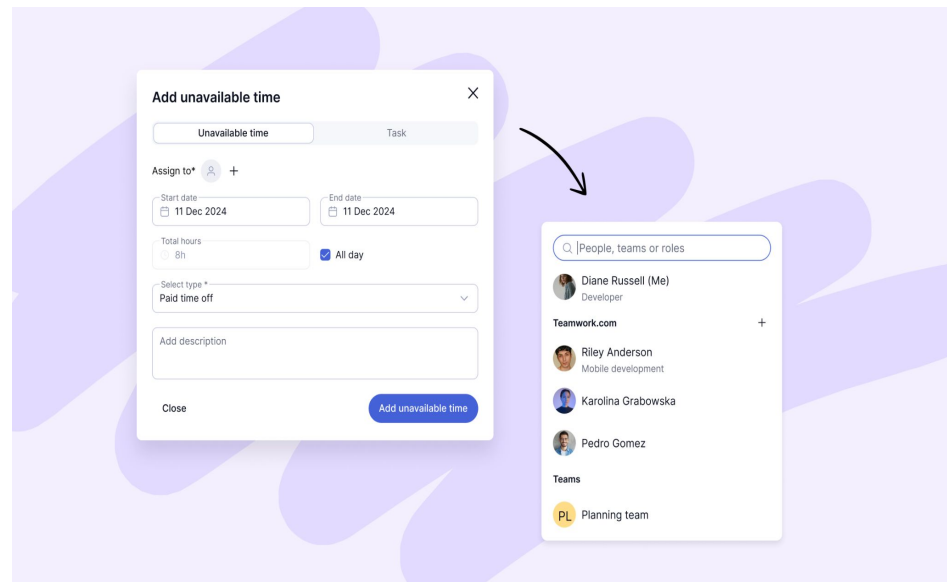 Add unavailable time
Unavailable time
Task
Assign to*
Start date
11 Dec 2024
End date
11 Dec 2024
Total hours
8h
All day
Select type *
Paid time off
Add description
Close
Add unavailable time
People, teams or roles
Diane Russell (Me)
Developer
Teamwork.com
Riley Anderson
Mobile development
Karolina Grabowska
Pedro Gomez
Teams
PL
Planning team